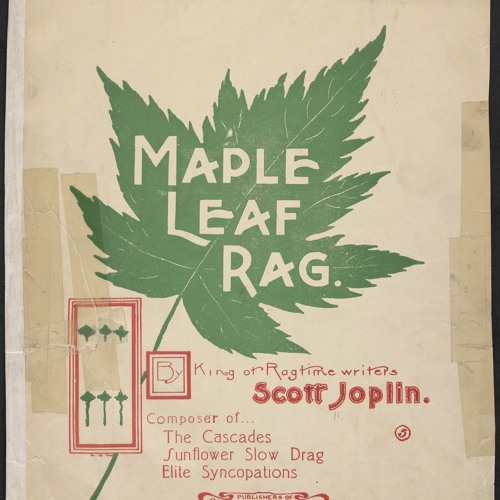 MAPLE
LEAF
RAG.
By King of Ragtime writers
Scott Joplin.
Composer of...
The Cascades
Sunflower Slow Drag
Elite Syncopations
5
PUBLISHERS OF